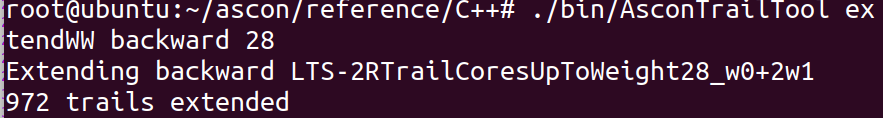 root@ubuntu:~/ascon/reference/C++# ./bin/AsconTrailTool ex
tendWW backward 28
Extending backward LTS-2RTrailCoresUpToWeight28_w0+2w1
972 trails extended